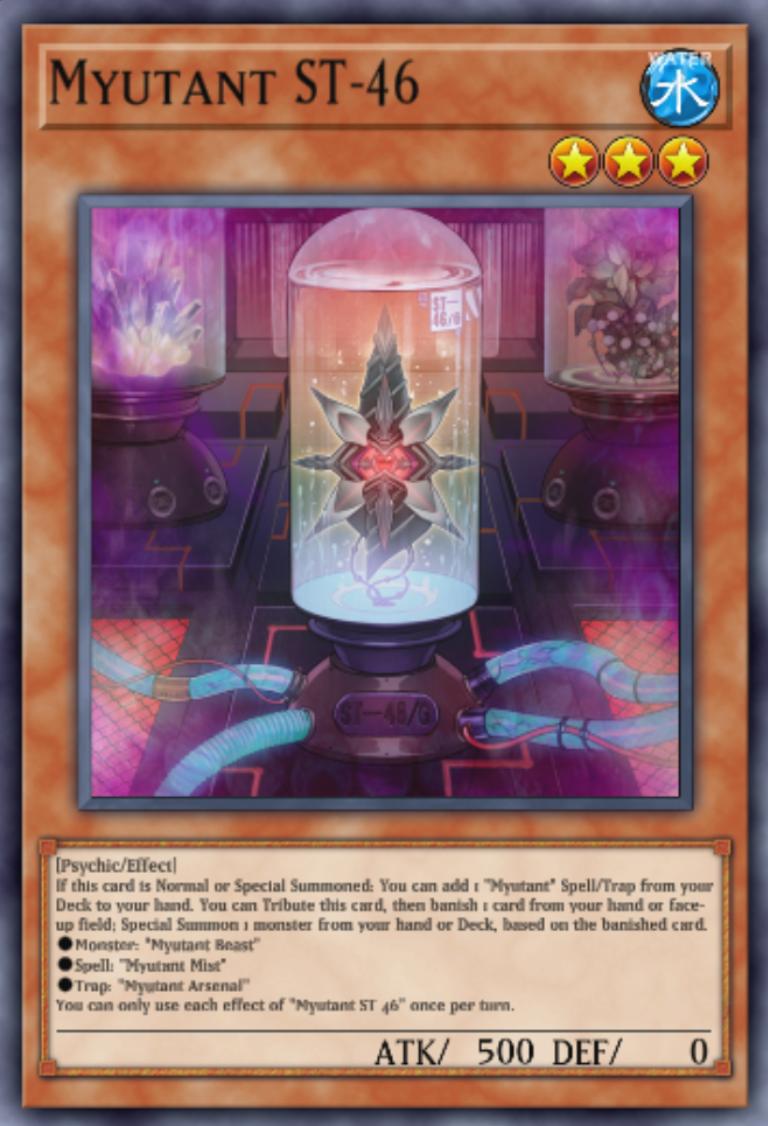 Myutant ST-46
WATER
水
ST—
46/G
ST—46/G
[Psychic/Effect]
If this card is Normal or Special Summoned: You can add 1 "Myutant" Spell/Trap from your
Deck to your hand. You can Tribute this card, then banish 1 card from your hand or face-
up field; Special Summon 1 monster from your hand or Deck, based on the banished card.
●Monster: "Myutant Beast"
●Spell: "Myutant Mist"
●Trap: "Myutant Arsenal"
You can only use each effect of "Myutant ST 46" once per turn.
ATK/ 500 DEF/ 0